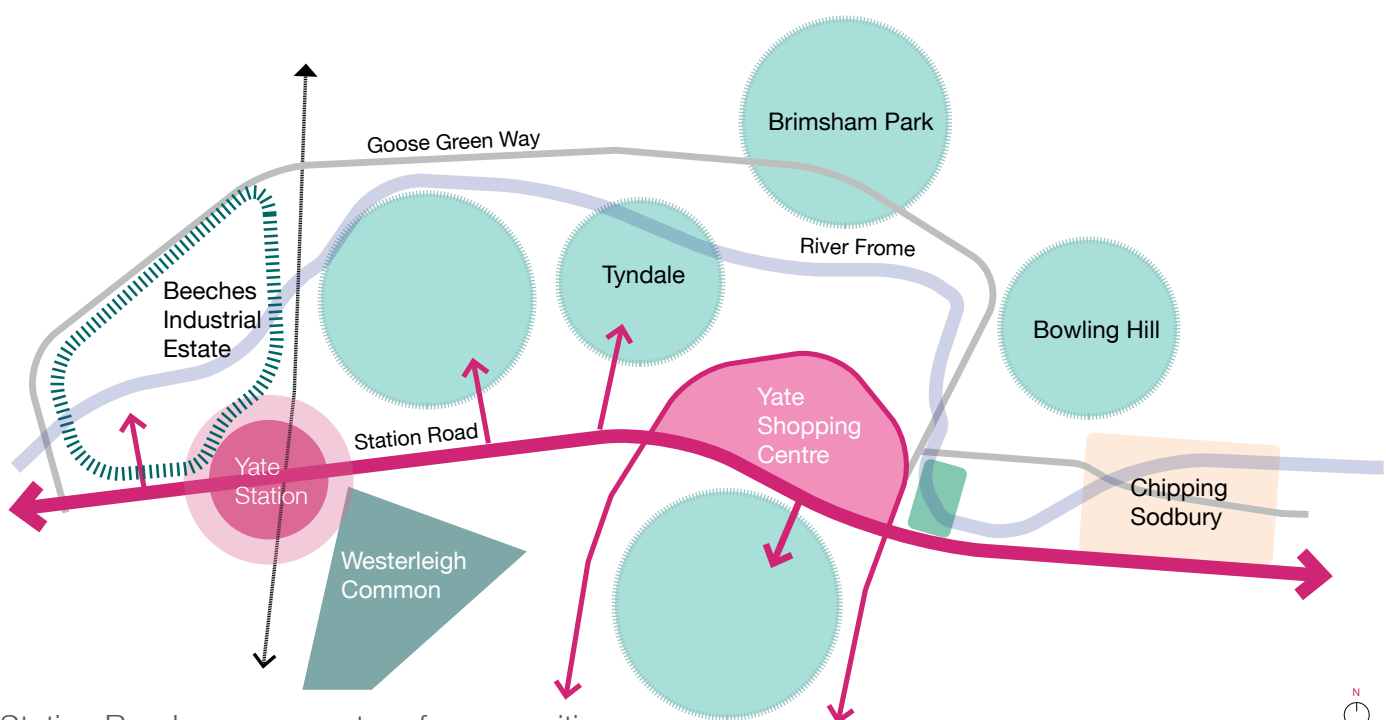 Brimsham Park
Goose Green Way
River Frome
Tyndale
Beeches
Industrial
Estate
Bowling Hill
Yate
Shopping
Centre
Station Road
Yate
Station
Chipping
Sodbury
Westerleigh
Common
N